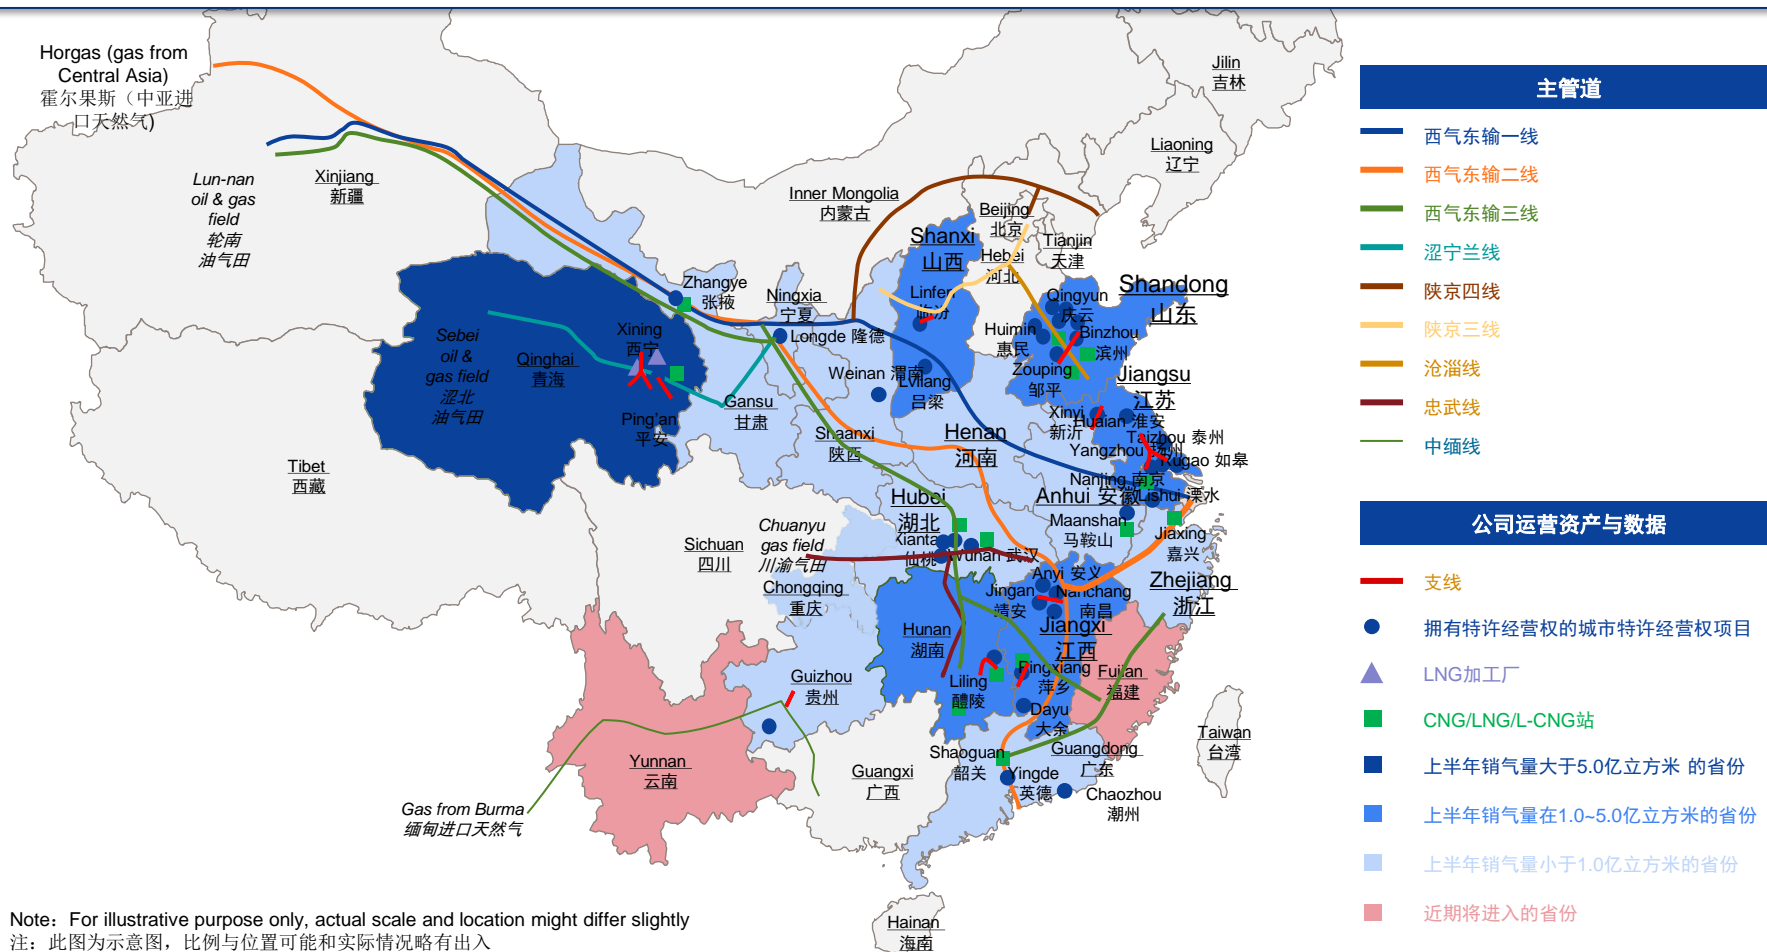 Horgas (gas from
Central Asia)
霍尔果斯（中亚进
口天然气)
Lun-nan
oil & gas
field
轮南
油气田
Xinjiang
新疆
Inner Mongolia
内蒙古
Jilin
吉林
Liaoning
辽宁
Beijing
北京
Tianjin
天津
Hebei
河北
Shanxi
山西
Linfen
临汾
Shandong
山东
Qingyun
庆云
Huimin
惠民
Binzhou
滨州
Zouping
邹平
Zhangye
张掖
Ningxia
宁夏
Longde 隆德
Weinan 渭南
Lvliang
吕梁
Xining
西宁
Sebei
oil &
gas field
涩北
油气田
Qinghai
青海
Ping'an
平安
Gansu
甘肃
Shaanxi
陕西
Henan
河南
Jiangsu
江苏
Xinyi
新沂
Huaian 淮安
Taizhou 泰州
Yangzhou 扬州
Rugao 如皋
Nanjing 南京
Lishui 溧水
Anhui 安徽
Maanshan
马鞍山
Jiaxing
嘉兴
Tibet
西藏
Hubei
湖北
Xiantao
仙桃
Wuhan 武汉
Chuanyu
gas field
川渝气田
Sichuan
四川
Chongqing
重庆
Anyi 安义
Jingan
靖安
Nanchang
南昌
Zhejiang
浙江
Jiangxi
江西
Hunan
湖南
Liling
醴陵
Pingxiang
萍乡
Fujian
福建
Guizhou
贵州
Dayu
大余
Shaoguan
韶关
Guangdong
广东
Yingde
英德
Chaozhou
潮州
Taiwan
台湾
Yunnan
云南
Guangxi
广西
Gas from Burma
缅甸进口天然气
Hainan
海南
主管道
西气东输一线
西气东输二线
西气东输三线
涩宁兰线
陕京四线
陕京三线
沧淄线
忠武线
中缅线
公司运营资产与数据
支线
拥有特许经营权的城市特许经营权项目
LNG加工厂
CNG/LNG/L-CNG站
上半年销气量大于5.0亿立方米 的省份
上半年销气量在1.0~5.0亿立方米的省份
上半年销气量小于1.0亿立方米的省份
近期将进入的省份
Note：For illustrative purpose only, actual scale and location might differ slightly
注：此图为示意图，比例与位置可能和实际情况略有出入